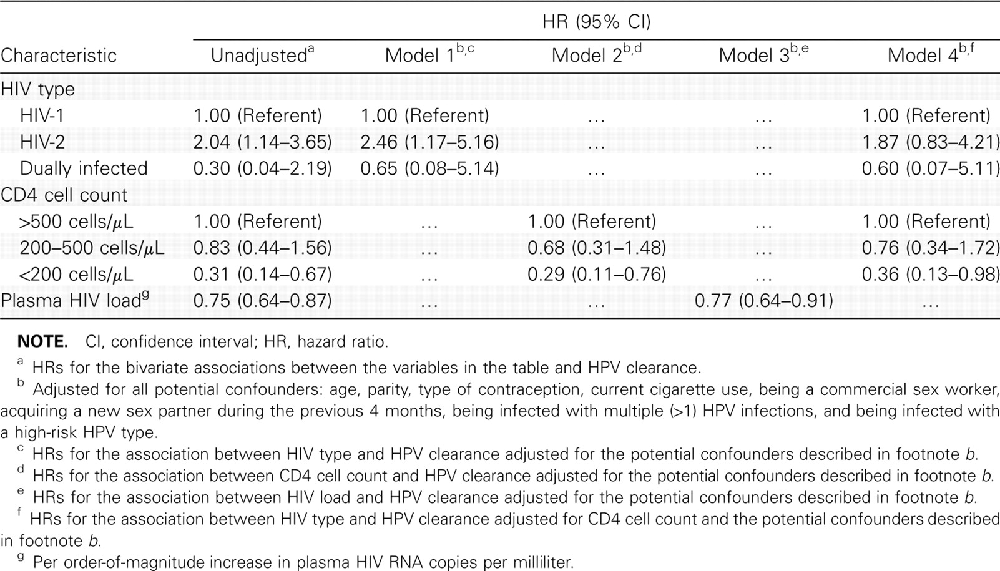 HR (95% CI)
Characteristic Unadjustedᵃ Model 1ᵇ,ᶜ Model 2ᵇ,ᵈ Model 3ᵇ,ᵉ Model 4ᵇ,ᶠ
HIV type
HIV-1 1.00 (Referent) 1.00 (Referent) … … 1.00 (Referent)
HIV-2 2.04 (1.14–3.65) 2.46 (1.17–5.16) … … 1.87 (0.83–4.21)
Dually infected 0.30 (0.04–2.19) 0.65 (0.08–5.14) … … 0.60 (0.07–5.11)
CD4 cell count
>500 cells/μL 1.00 (Referent) … 1.00 (Referent) … 1.00 (Referent)
200–500 cells/μL 0.83 (0.44–1.56) … 0.68 (0.31–1.48) … 0.76 (0.34–1.72)
<200 cells/μL 0.31 (0.14–0.67) … 0.29 (0.11–0.76) … 0.36 (0.13–0.98)
Plasma HIV loadᵍ 0.75 (0.64–0.87) … … 0.77 (0.64–0.91) …
NOTE. CI, confidence interval; HR, hazard ratio.
ᵃ HRs for the bivariate associations between the variables in the table and HPV clearance.
ᵇ Adjusted for all potential confounders: age, parity, type of contraception, current cigarette use, being a commercial sex worker,
acquiring a new sex partner during the previous 4 months, being infected with multiple (>1) HPV infections, and being infected with
a high-risk HPV type.
ᶜ HRs for the association between HIV type and HPV clearance adjusted for the potential confounders described in footnote b.
ᵈ HRs for the association between CD4 cell count and HPV clearance adjusted for the potential confounders described in footnote b.
ᵉ HRs for the association between HIV load and HPV clearance adjusted for the potential confounders described in footnote b.
ᶠ HRs for the association between HIV type and HPV clearance adjusted for CD4 cell count and the potential confounders described
in footnote b.
ᵍ Per order-of-magnitude increase in plasma HIV RNA copies per milliliter.